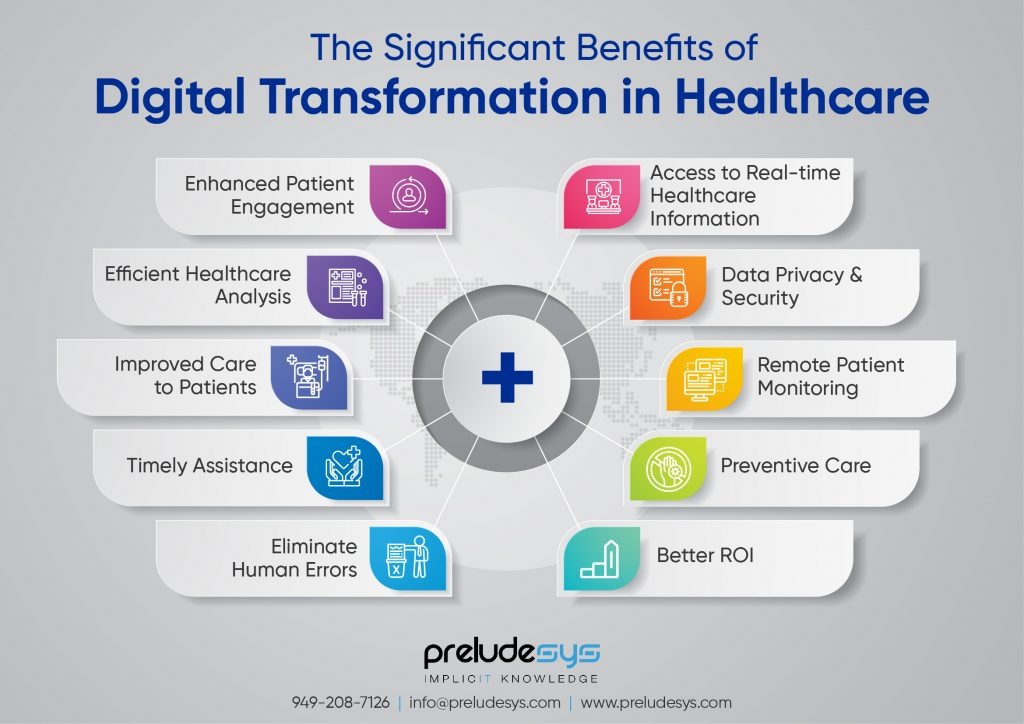 The Significant Benefits of
Digital Transformation in Healthcare
Enhanced Patient
Engagement
Efficient Healthcare
Analysis
Improved Care
to Patients
Timely Assistance
Eliminate
Human Errors
Access to Real-time
Healthcare
Information
Data Privacy &
Security
Remote Patient
Monitoring
Preventive Care
Better ROI
preludesys
IMPLICIT KNOWLEDGE
949-208-7126 | info@preludesys.com | www.preludesys.com